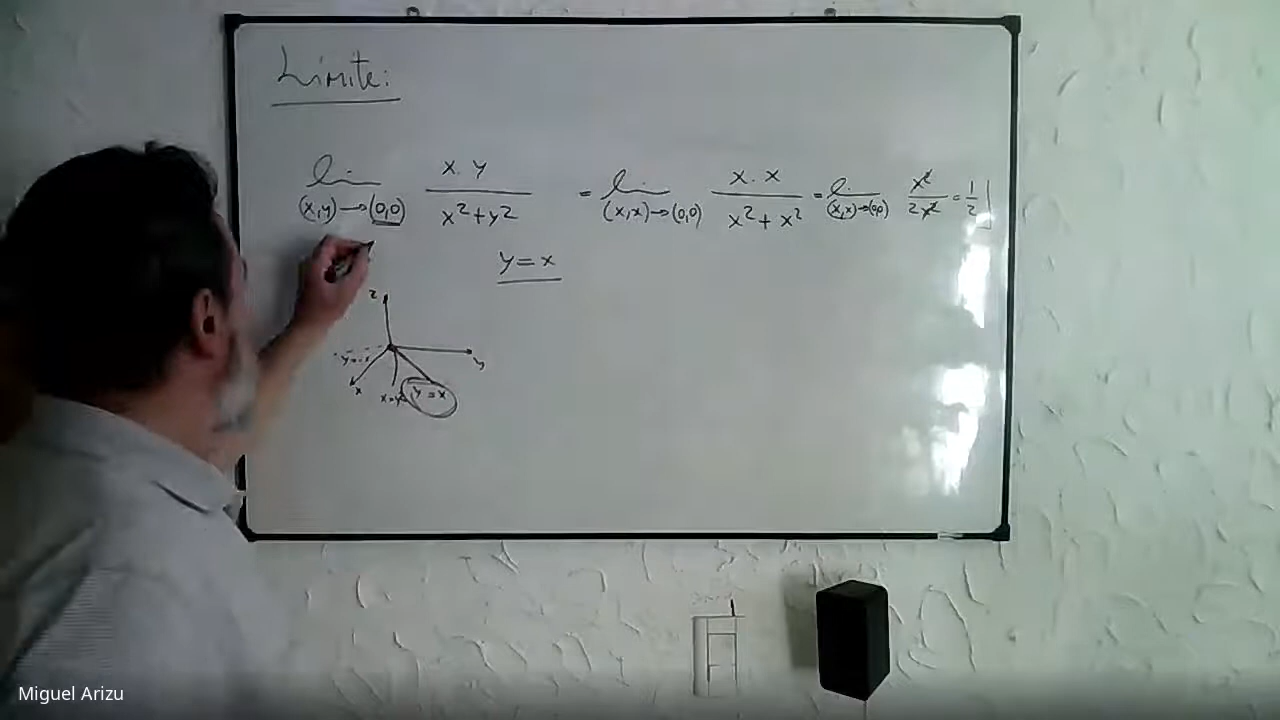 Limite:
lim (x,y)→(0,0) x.y / x²+y² = lim (x,x)→(0,0) x.x / x²+x² = lim (x,x)→(0,0) x² / 2x² = 1/2
y=x
z
y
x
y=x
Miguel Arizu